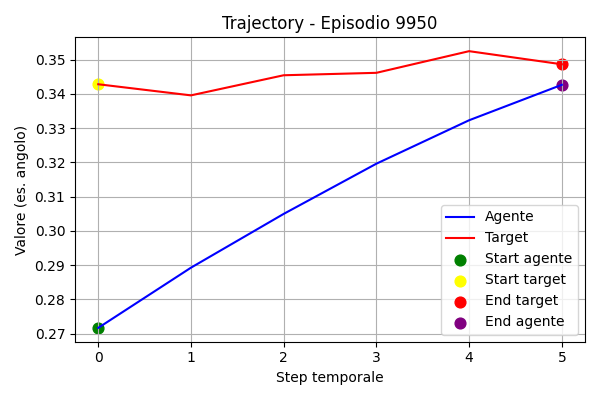 Trajectory - Episodio 9950
Valore (es. angolo)
0.35
0.34
0.33
0.32
0.31
0.30
0.29
0.28
0.27
0 1 2 3 4 5
Step temporale
Agente
Target
Start agente
Start target
End target
End agente